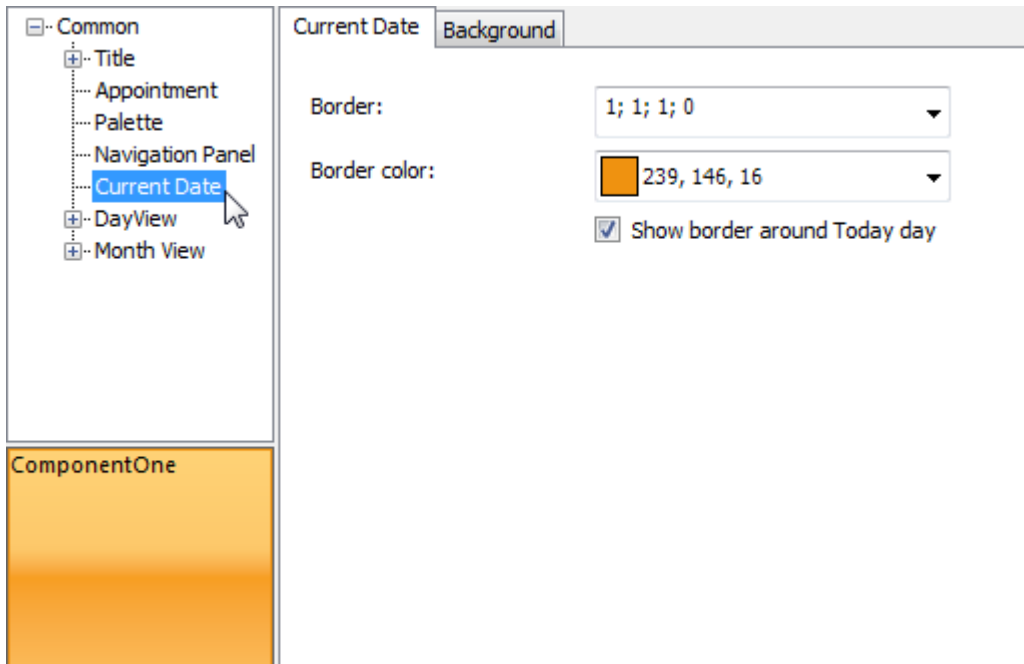 Common
Title
Appointment
Palette
Navigation Panel
Current Date
DayView
Month View
ComponentOne
Current Date
Background
Border:
1; 1; 1; 0
Border color:
239, 146, 16
Show border around Today day